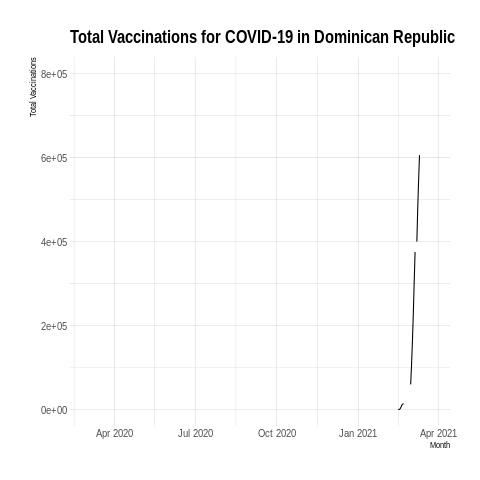 Total Vaccinations for COVID-19 in Dominican Republic
Total Vaccinations
8e+05
6e+05
4e+05
2e+05
0e+00
Apr 2020 Jul 2020 Oct 2020 Jan 2021 Apr 2021
Month